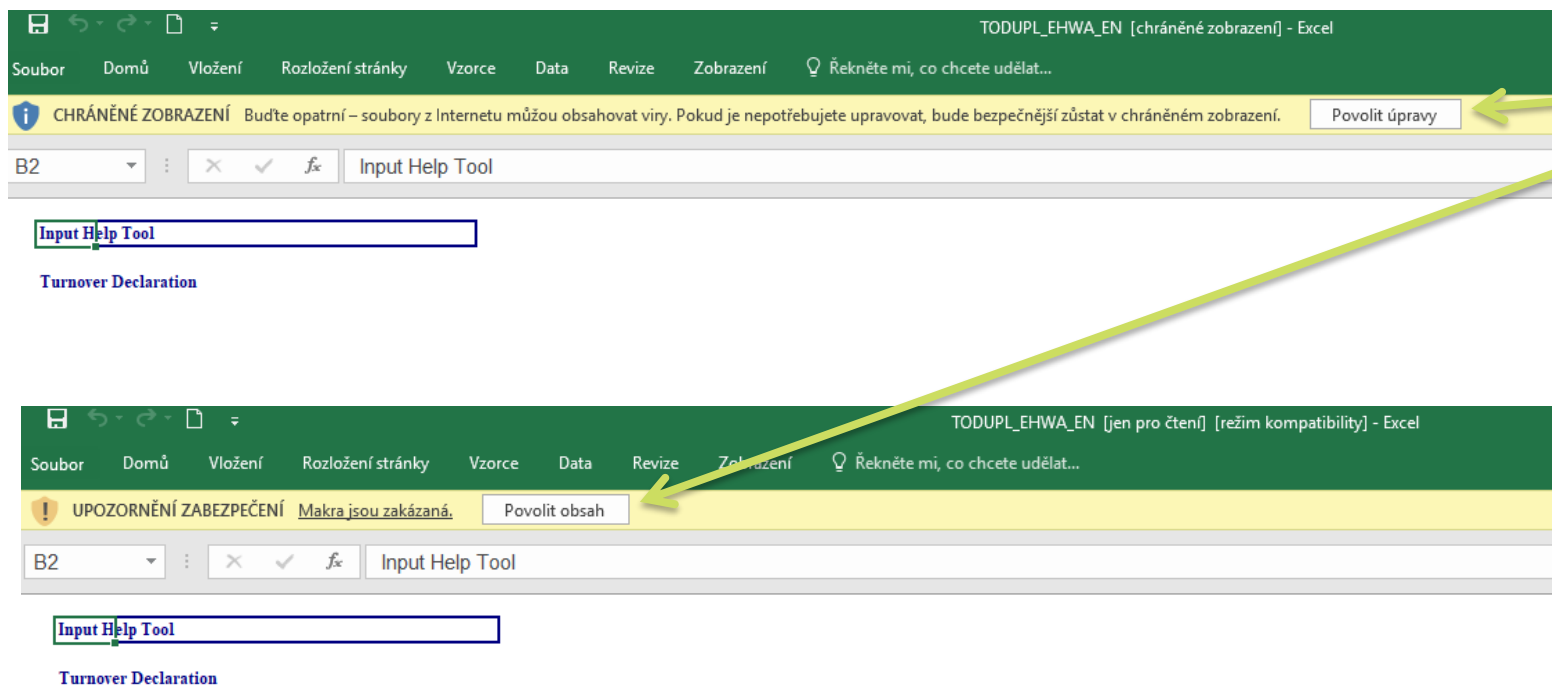 TODUPL_EHWA_EN [chráněné zobrazení] - Excel
Soubor Domů Vložení Rozložení stránky Vzorce Data Revize Zobrazení Řekněte mi, co chcete udělat...
CHRÁNĚNÉ ZOBRAZENÍ Buďte opatrní – soubory z Internetu můžou obsahovat viry. Pokud je nepotřebujete upravovat, bude bezpečnější zůstat v chráněném zobrazení. Povolit úpravy
B2 fx Input Help Tool
Input Help Tool
Turnover Declaration
TODUPL_EHWA_EN [jen pro čtení] [režim kompatibility] - Excel
Soubor Domů Vložení Rozložení stránky Vzorce Data Revize Zobrazení Řekněte mi, co chcete udělat...
UPOZORNĚNÍ ZABEZPEČENÍ Makra jsou zakázaná. Povolit obsah
B2 fx Input Help Tool
Input Help Tool
Turnover Declaration